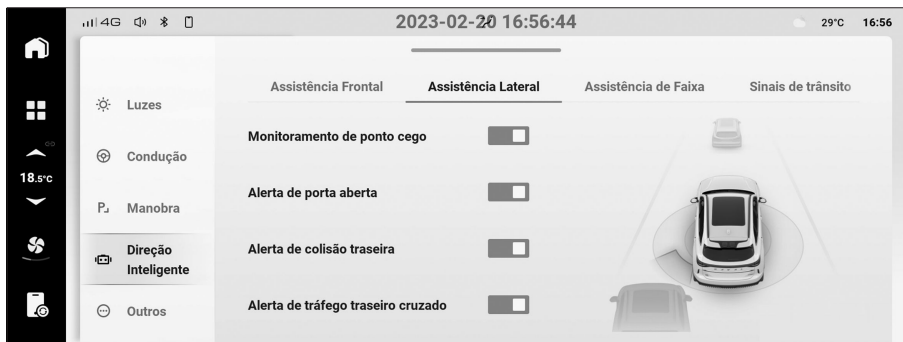 4G
2023-02-20 16:56:44
29°C 16:56
18.5°C
Luzes
Condução
Manobra
Direção
Inteligente
Outros
Assistência Frontal Assistência Lateral Assistência de Faixa Sinais de trânsito
Monitoramento de ponto cego
Alerta de porta aberta
Alerta de colisão traseira
Alerta de tráfego traseiro cruzado